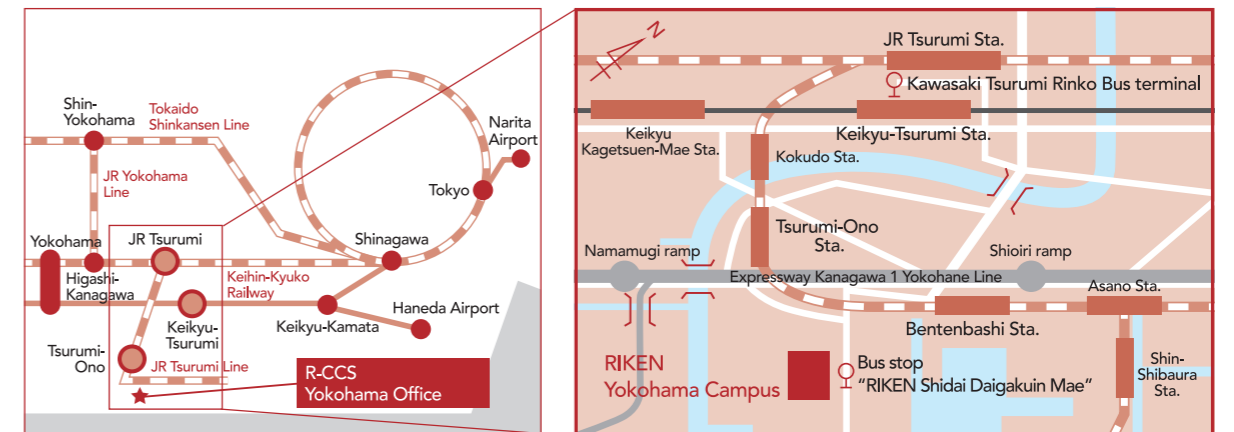 Shin-
Yokohama
Tokaido
Shinkansen Line
Narita
Airport
JR Yokohama
Line
Tokyo
Yokohama
JR Tsurumi
Shinagawa
Higashi-
Kanagawa
Keihin-Kyuko
Railway
Haneda Airport
Keikyu-
Tsurumi
Keikyu-Kamata
Tsurumi-
Ono
JR Tsurumi Line
R-CCS
Yokohama Office
N
JR Tsurumi Sta.
Kawasaki Tsurumi Rinko Bus terminal
Keikyu
Kagetsuen-Mae Sta.
Keikyu-Tsurumi Sta.
Kokudo Sta.
Tsurumi-Ono
Sta.
Namamugi ramp
Shioiri ramp
Expressway Kanagawa 1 Yokohane Line
Asano Sta.
Bentenbashi Sta.
RIKEN
Yokohama Campus
Bus stop
“RIKEN Shidai Daigakuin Mae”
Shin-
Shibaura
Sta.